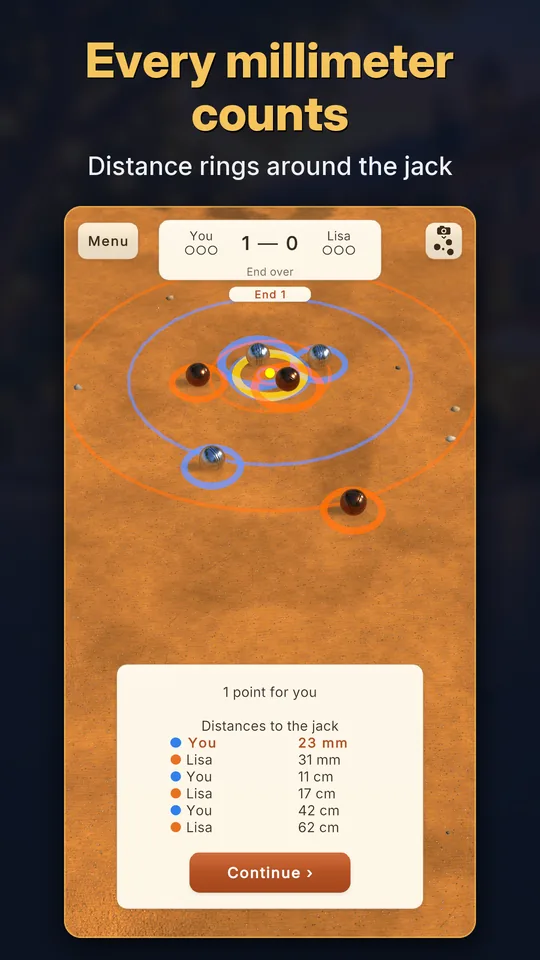 Every millimeter
counts
Distance rings around the jack
Menu
You
1 — 0
Lisa
End over
End 1
1 point for you
Distances to the jack
You 23 mm
Lisa 31 mm
You 11 cm
Lisa 17 cm
You 42 cm
Lisa 62 cm
Continue ›